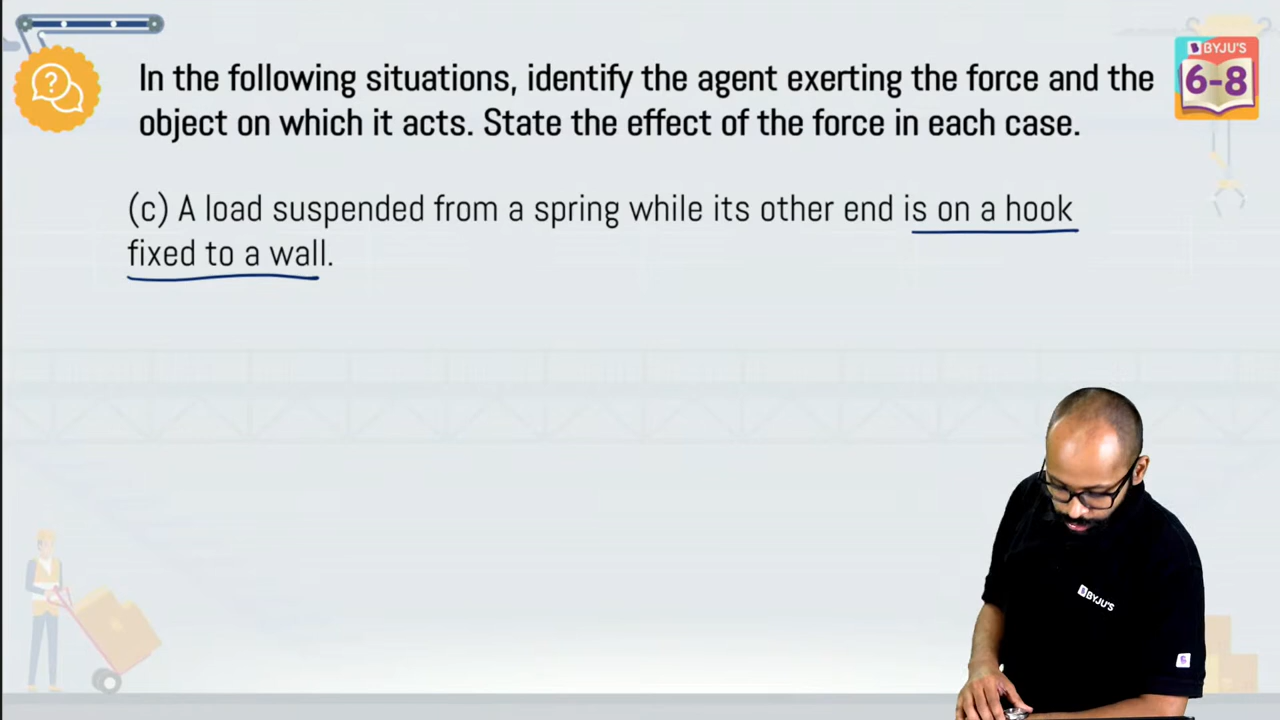 In the following situations, identify the agent exerting the force and the
object on which it acts. State the effect of the force in each case.
BYJU'S
6-8
(c) A load suspended from a spring while its other end is on a hook
fixed to a wall.
BYJU'S